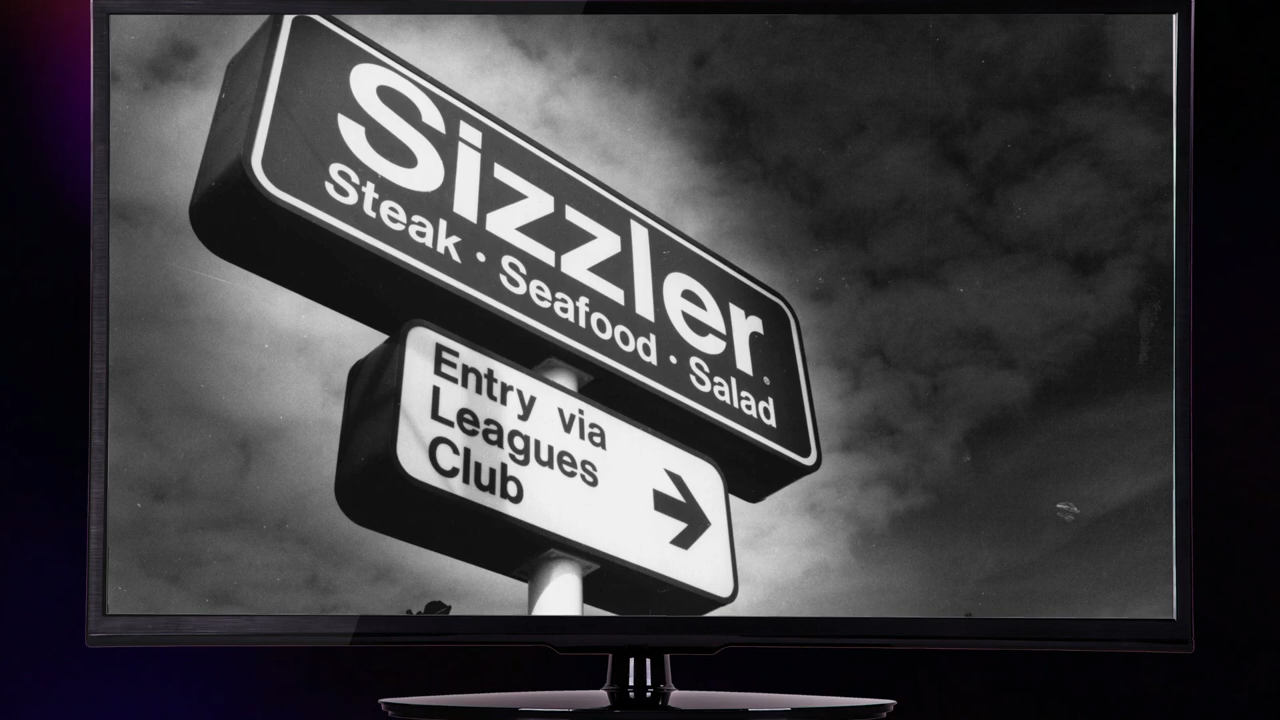 Sizzler®
Steak · Seafood · Salad
Entry via
Leagues
Club